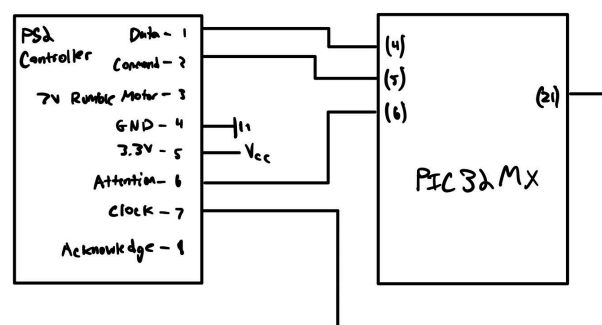 PS2
Controller
Data - 1
Command - 2
7V Rumble Motor - 3
GND - 4
3.3V - 5
Vcc
Attention - 6
Clock - 7
Acknowledge - 8
(4)
(5)
(6)
(21)
PIC32MX